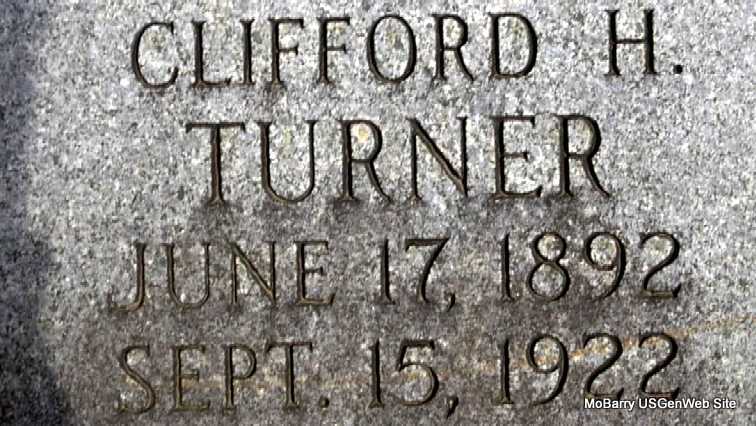 CLIFFORD H.
TURNER
JUNE 17, 1892
SEPT. 15, 1922
MoBarry USGenWeb Site